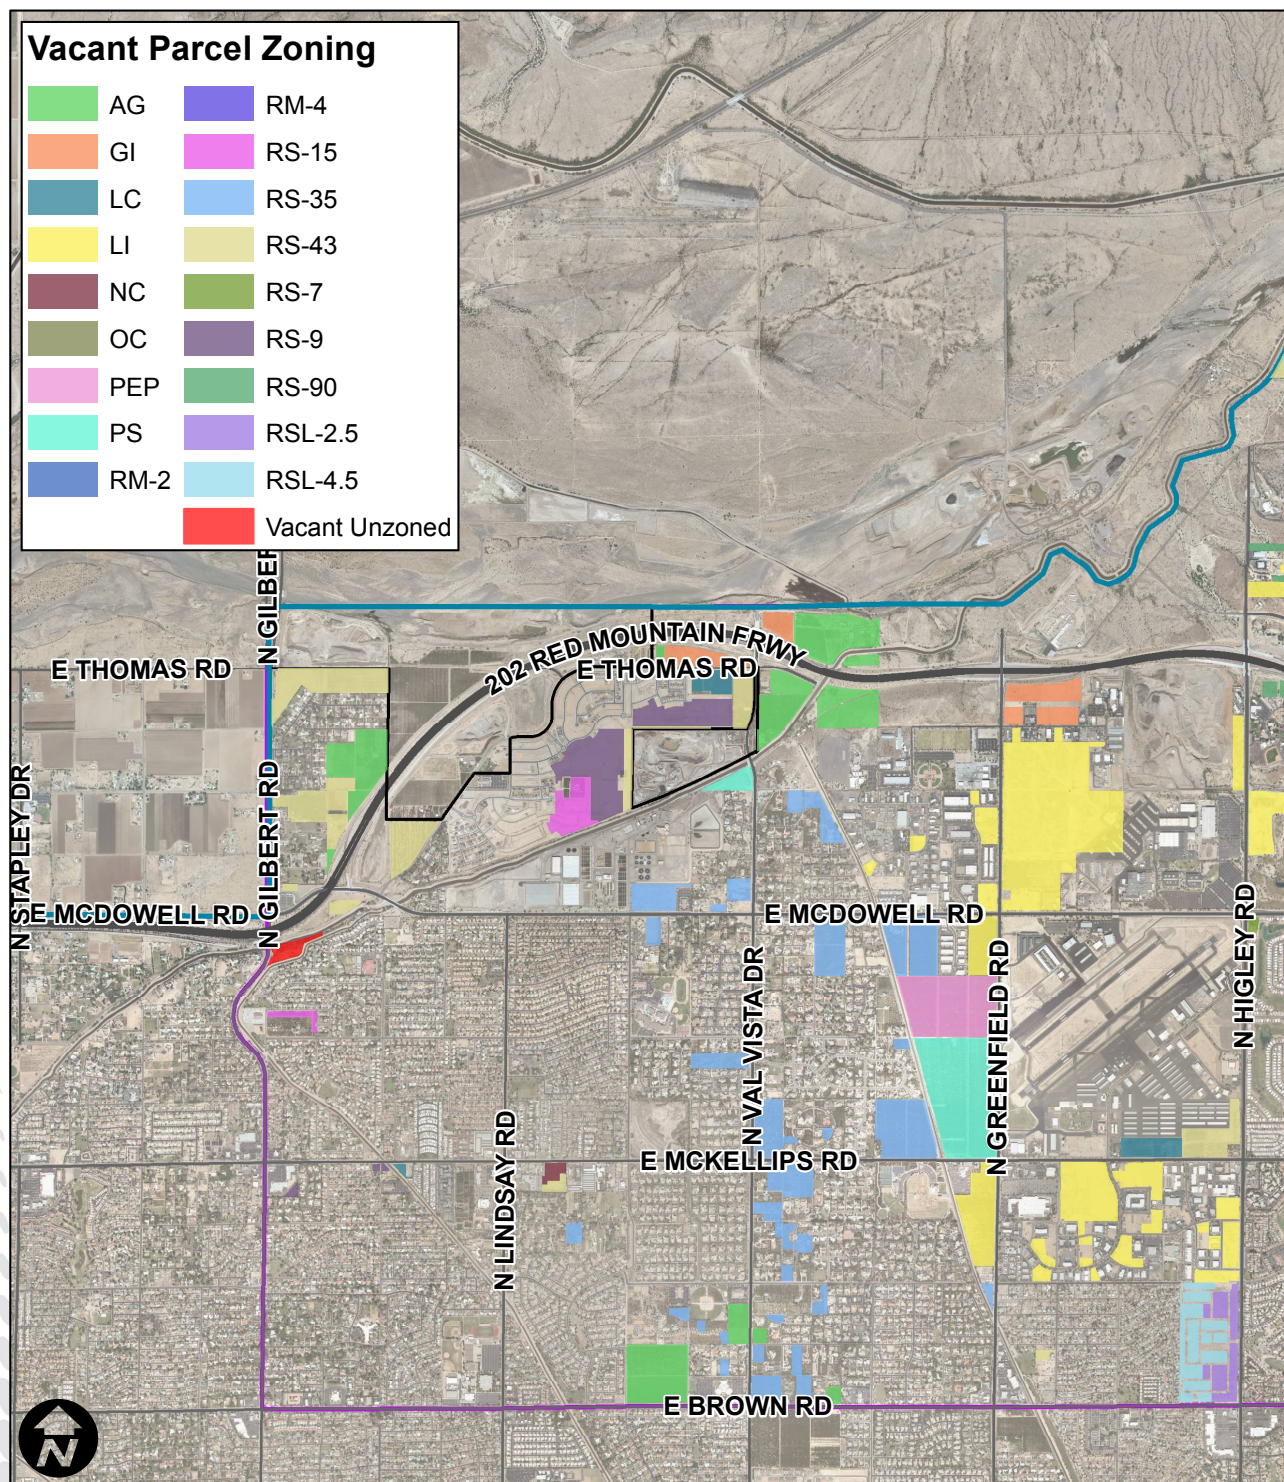 Vacant Parcel Zoning
AG
RM-4
GI
RS-15
LC
RS-35
LI
RS-43
NC
RS-7
OC
RS-9
PEP
RS-90
PS
RSL-2.5
RM-2
RSL-4.5
Vacant Unzoned
N GILBER
202 RED MOUNTAIN FRWY
E THOMAS RD
E THOMAS RD
N STAPLEY DR
N GILBERT RD
E MCDOWELL RD
E MCDOWELL RD
N VAL VISTA DR
N GREENFIELD RD
N HIGLEY RD
N LINDSAY RD
E MCKELLIPS RD
E BROWN RD
N